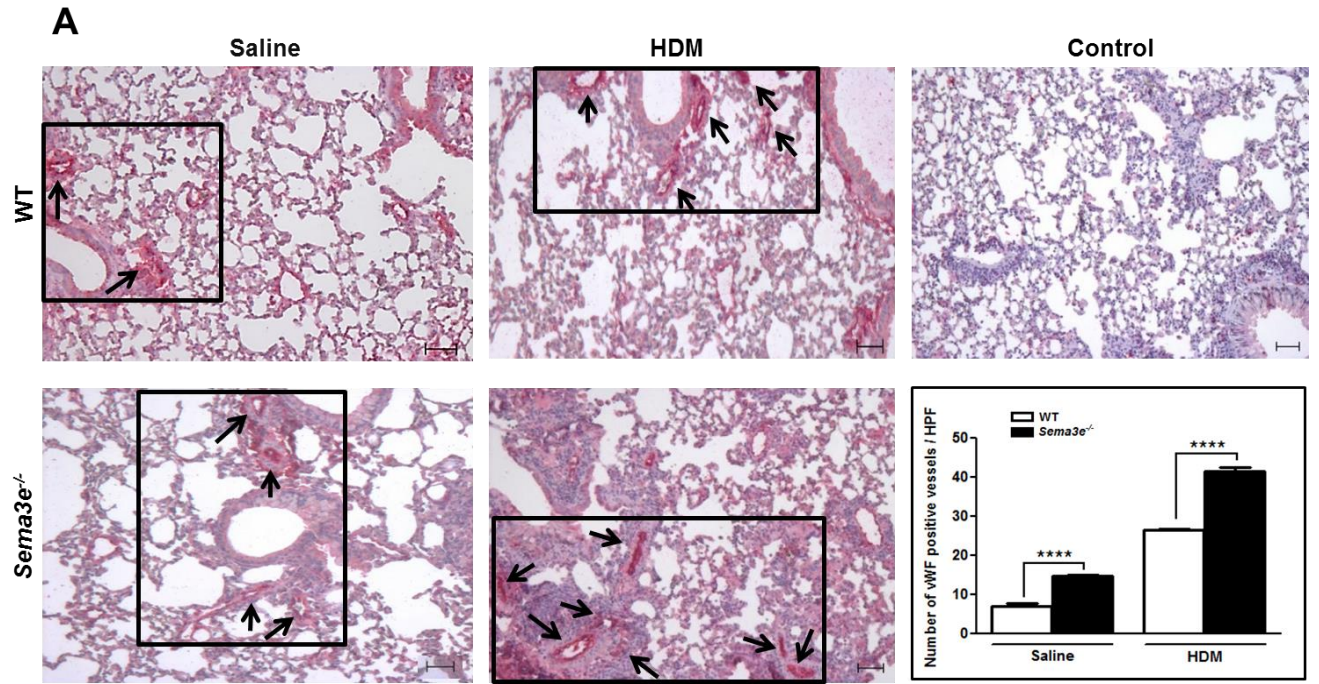 A
Saline
HDM
Control
WT
Sema3e-/-
Number of vWF positive vessels / HPF
WT
Sema3e-/-
50
40
30
20
10
0
****
****
Saline
HDM